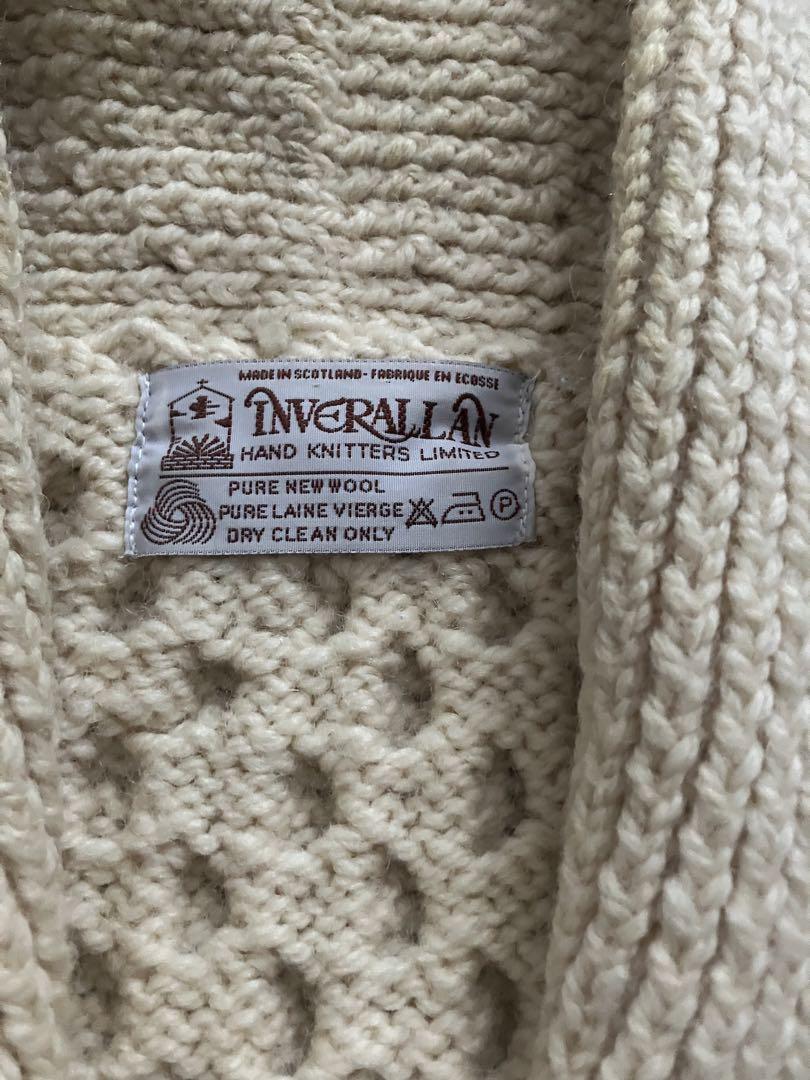 MADE IN SCOTLAND - FABRIQUE EN ECOSSE
INVERALLAN
HAND KNITTERS LIMITED
PURE NEW WOOL
PURE LAINE VIERGE P
DRY CLEAN ONLY